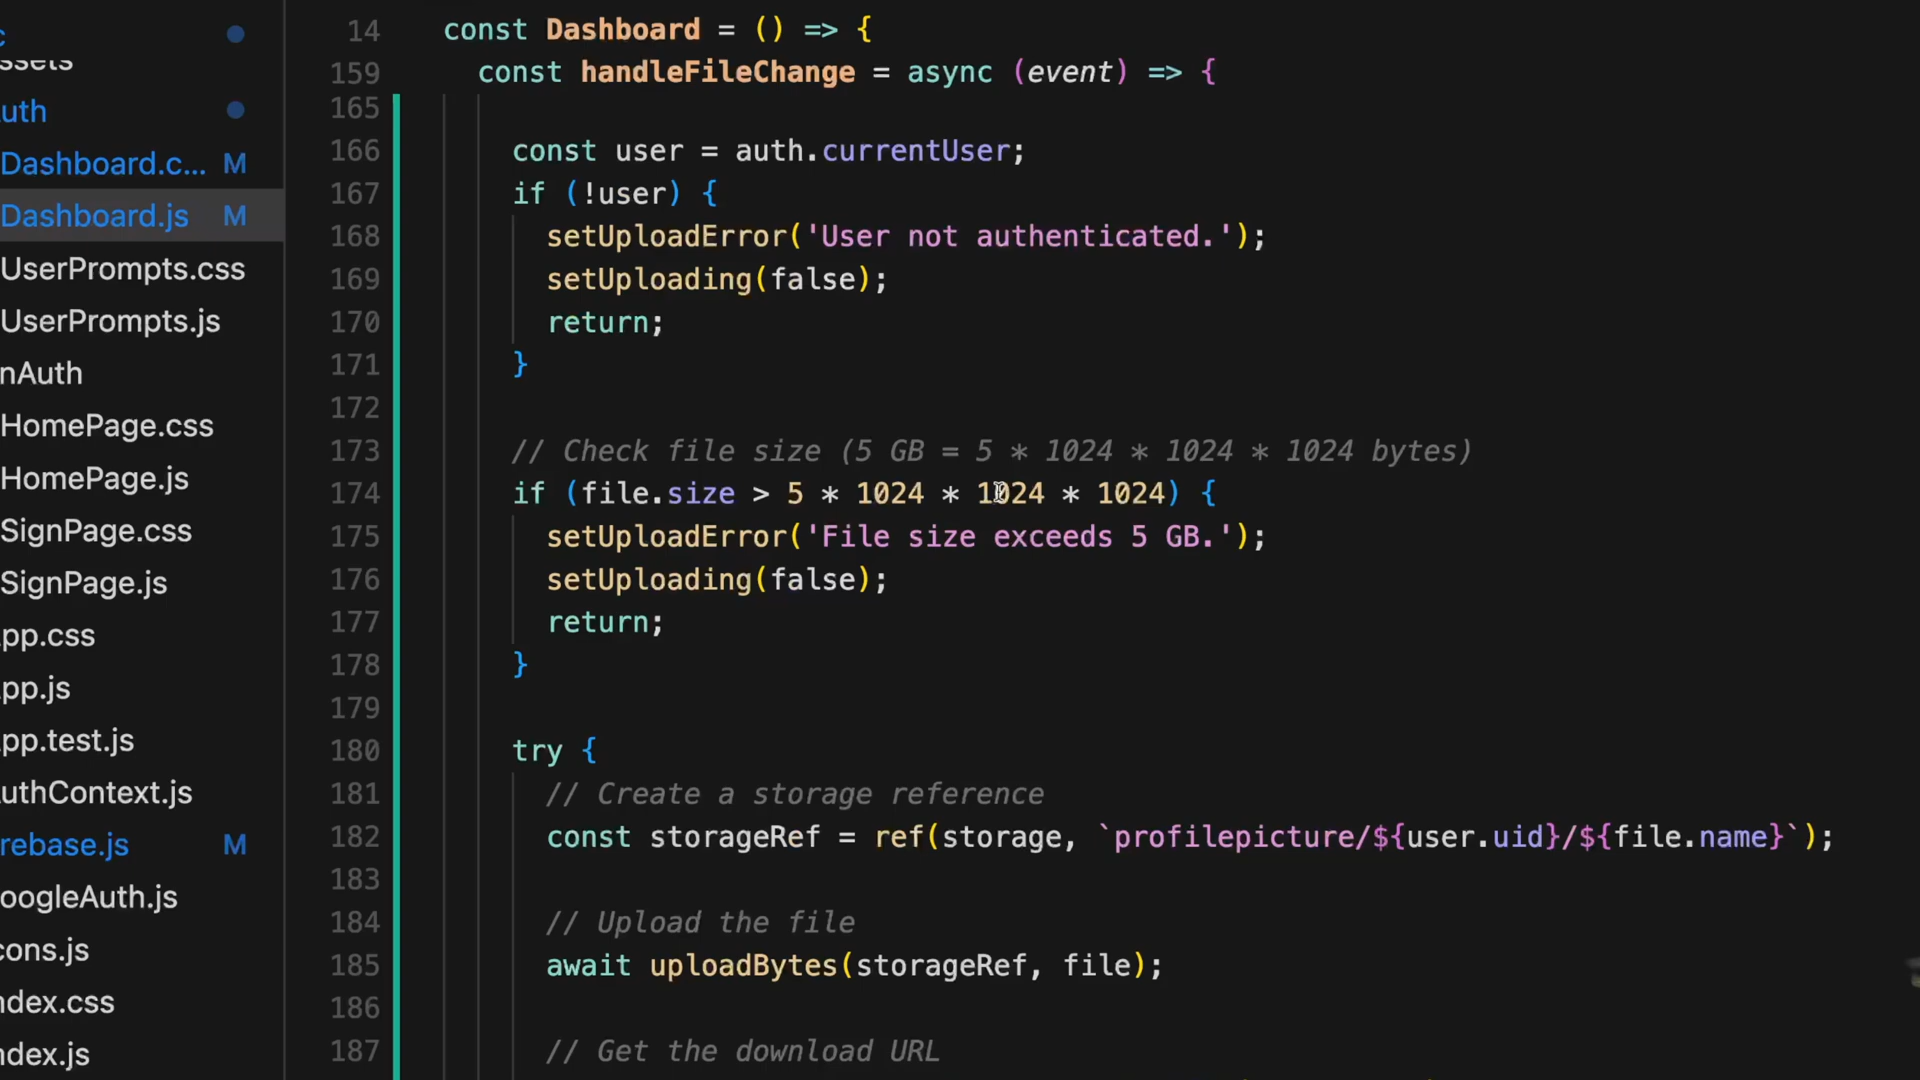 c
ssets
uth
Dashboard.c... M
Dashboard.js M
UserPrompts.css
UserPrompts.js
nAuth
HomePage.css
HomePage.js
SignPage.css
SignPage.js
pp.css
pp.js
pp.test.js
uthContext.js
rebase.js M
oogleAuth.js
cons.js
ndex.css
ndex.js
14 const Dashboard = () => {
159 const handleFileChange = async (event) => {
165
166 const user = auth.currentUser;
167 if (!user) {
168 setUploadError('User not authenticated.');
169 setUploading(false);
170 return;
171 }
172
173 // Check file size (5 GB = 5 * 1024 * 1024 * 1024 bytes)
174 if (file.size > 5 * 1024 * 1024 * 1024) {
175 setUploadError('File size exceeds 5 GB.');
176 setUploading(false);
177 return;
178 }
179
180 try {
181 // Create a storage reference
182 const storageRef = ref(storage, `profilepicture/${user.uid}/${file.name}`);
183
184 // Upload the file
185 await uploadBytes(storageRef, file);
186
187 // Get the download URL